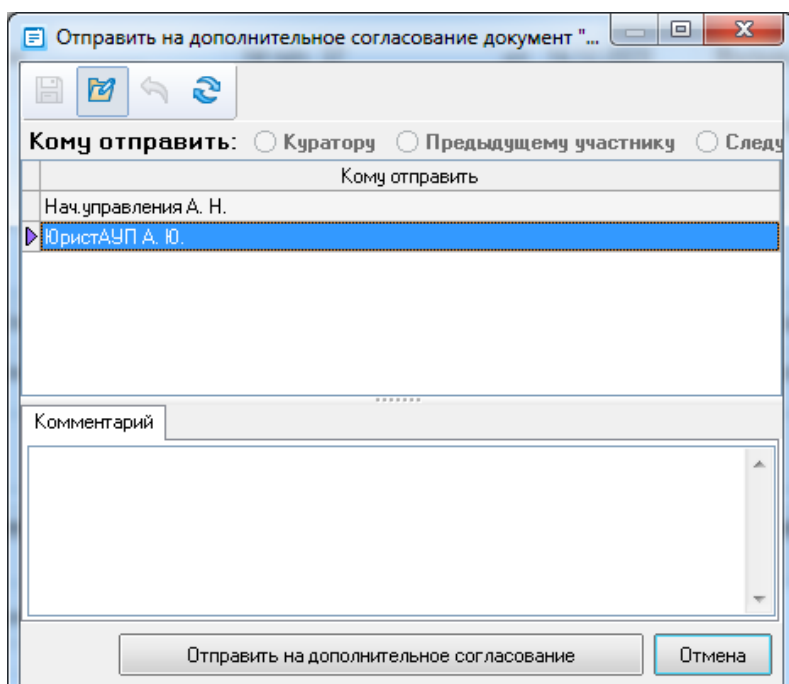 Отправить на дополнительное согласование документ "...
Кому отправить: Куратору Предыдущему участнику Следу
Кому отправить
Нач.управления А. Н.
ЮристАУП А. Ю.
Комментарий
Отправить на дополнительное согласование Отмена